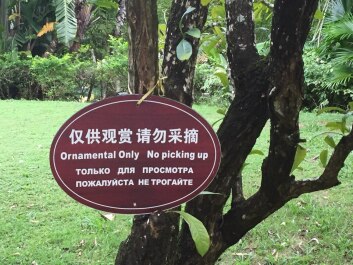 仅供观赏 请勿采摘
Ornamental Only No picking up
ТОЛЬКО ДЛЯ ПРОСМОТРА
ПОЖАЛУЙСТА НЕ ТРОГАЙТЕ